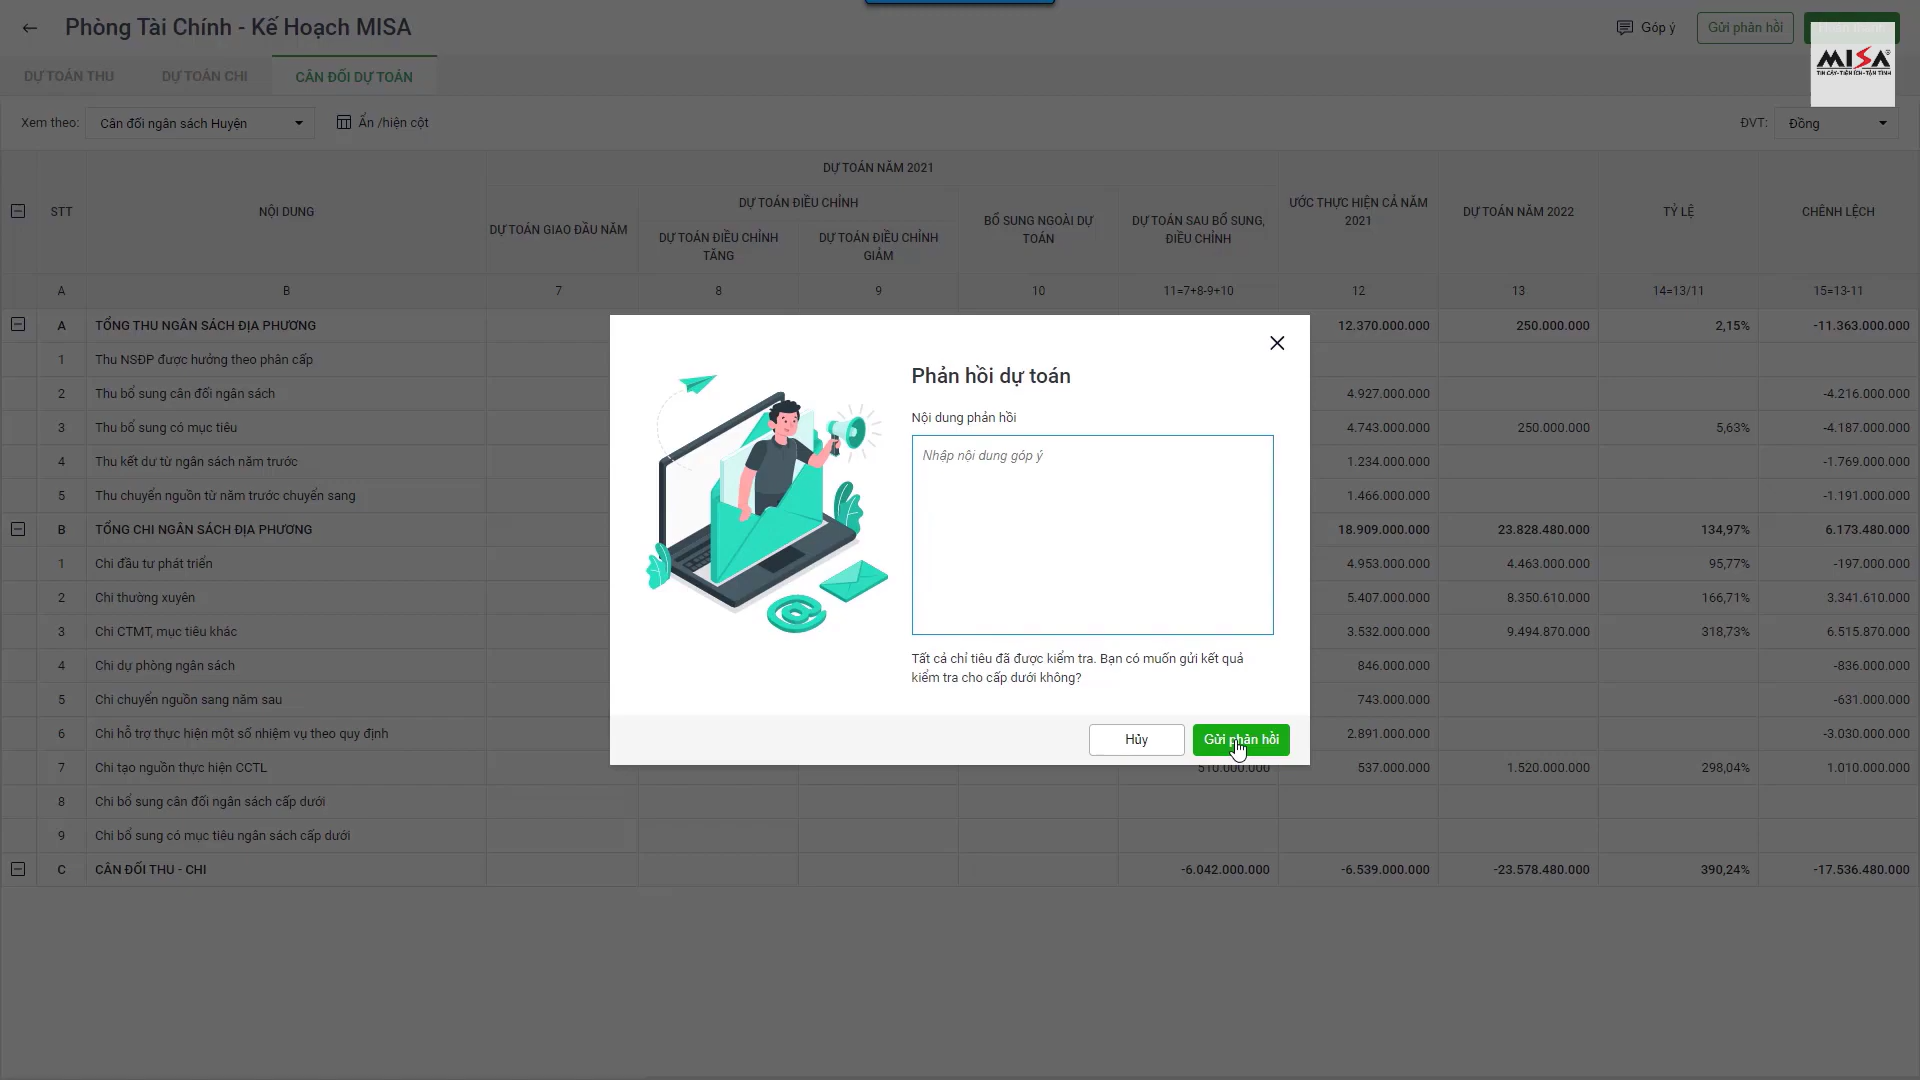 Phòng Tài Chính - Kế Hoạch MISA
Góp ý
Gửi phản hồi
MISA
TIN CẬY-TIỆN ÍCH-TẬN TÌNH
DỰ TOÁN THU
DỰ TOÁN CHI
CÂN ĐỐI DỰ TOÁN
Xem theo:
Cân đối ngân sách Huyện
Ẩn /hiện cột
ĐVT:
Đồng
STT
NỘI DUNG
DỰ TOÁN NĂM 2021
DỰ TOÁN GIAO ĐẦU NĂM
DỰ TOÁN ĐIỀU CHỈNH
DỰ TOÁN ĐIỀU CHỈNH
TĂNG
DỰ TOÁN ĐIỀU CHỈNH
GIẢM
BỔ SUNG NGOÀI DỰ
TOÁN
DỰ TOÁN SAU BỔ SUNG,
ĐIỀU CHỈNH
ƯỚC THỰC HIỆN CẢ NĂM
2021
DỰ TOÁN NĂM 2022
TỶ LỆ
CHÊNH LỆCH
A B 7 8 9 10 11=7+8-9+10 12 13 14=13/11 15=13-11
A TỔNG THU NGÂN SÁCH ĐỊA PHƯƠNG 12.370.000.000 250.000.000 2,15% -11.363.000.000
1 Thu NSĐP được hưởng theo phân cấp
2 Thu bổ sung cân đối ngân sách 4.927.000.000 -4.216.000.000
3 Thu bổ sung có mục tiêu 4.743.000.000 250.000.000 5,63% -4.187.000.000
4 Thu kết dư từ ngân sách năm trước 1.234.000.000 -1.769.000.000
5 Thu chuyển nguồn từ năm trước chuyển sang 1.466.000.000 -1.191.000.000
B TỔNG CHI NGÂN SÁCH ĐỊA PHƯƠNG 18.909.000.000 23.828.480.000 134,97% 6.173.480.000
1 Chi đầu tư phát triển 4.953.000.000 4.463.000.000 95,77% -197.000.000
2 Chi thường xuyên 5.407.000.000 8.350.610.000 166,71% 3.341.610.000
3 Chi CTMT, mục tiêu khác 3.532.000.000 9.494.870.000 318,73% 6.515.870.000
4 Chi dự phòng ngân sách 846.000.000 -836.000.000
5 Chi chuyển nguồn sang năm sau 743.000.000 -631.000.000
6 Chi hỗ trợ thực hiện một số nhiệm vụ theo quy định 2.891.000.000 -3.030.000.000
7 Chi tạo nguồn thực hiện CCTL 510.000.000 537.000.000 1.520.000.000 298,04% 1.010.000.000
8 Chi bổ sung cân đối ngân sách cấp dưới
9 Chi bổ sung có mục tiêu ngân sách cấp dưới
C CÂN ĐỐI THU - CHI -6.042.000.000 -6.539.000.000 -23.578.480.000 390,24% -17.536.480.000
Phản hồi dự toán
Nội dung phản hồi
Nhập nội dung góp ý
Tất cả chỉ tiêu đã được kiểm tra. Bạn có muốn gửi kết quả
kiểm tra cho cấp dưới không?
Hủy
Gửi phản hồi